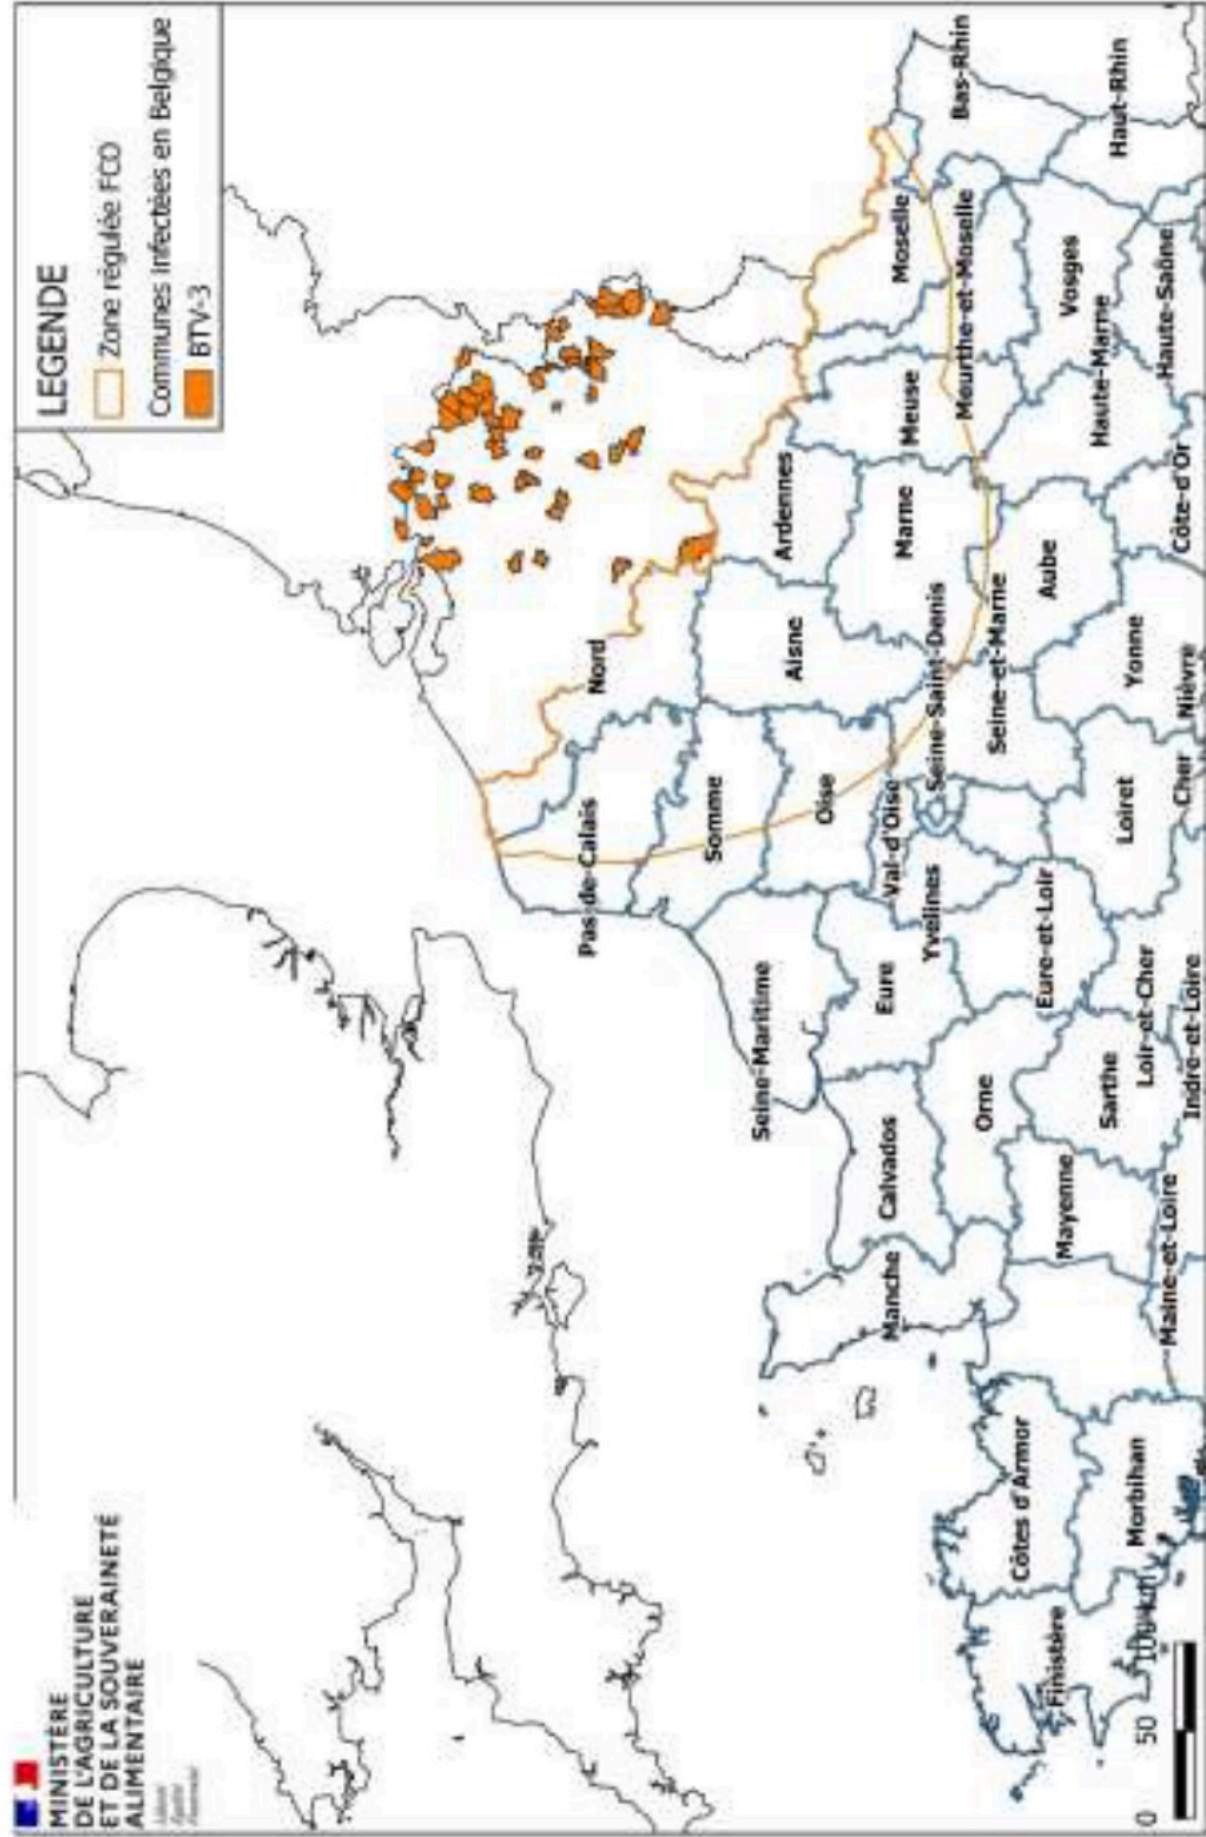 MINISTÈRE
DE L'AGRICULTURE
ET DE LA SOUVERAINETÉ
ALIMENTAIRE
LEGENDE
Zone régulée FCO
Communes infectées en Belgique
BTV-3
Nord
Pas-de-Calais
Somme
Seine-Maritime
Oise
Aisne
Ardennes
Eure
Val-d'Oise
Marne
Meuse
Moselle
Calvados
Manche
Yvelines
Seine-Saint-Denis
Meurthe-et-Moselle
Bas-Rhin
Orne
Seine-et-Marne
Côtes d'Armor
Finistère
Mayenne
Eure-et-Loir
Aube
Vosges
Haute-Marne
Haut-Rhin
Morbihan
Sarthe
Loir-et-Cher
Loiret
Yonne
Maine-et-Loire
Indre-et-Loire
Cher
Nièvre
Côte-d'Or
Haute-Saône
0 50 100 km